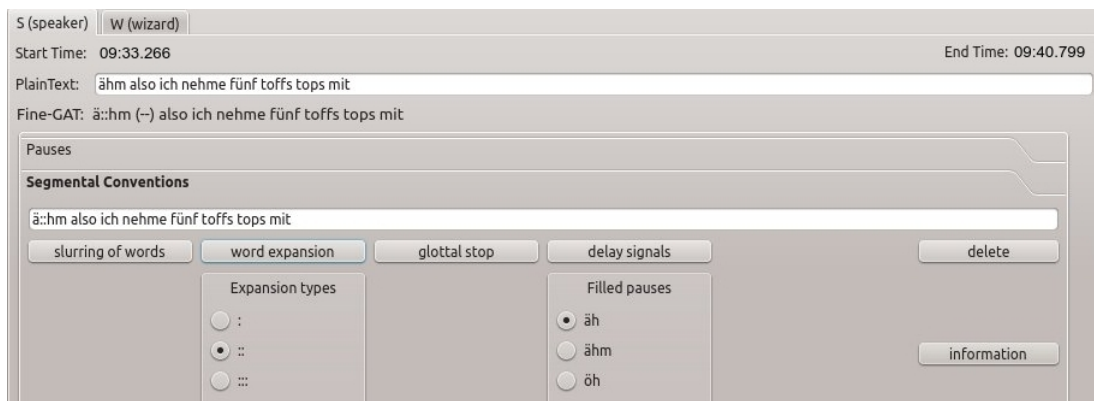 S (speaker) W (wizard)
Start Time: 09:33.266 End Time: 09:40.799
PlainText: ähm also ich nehme fünf toffs tops mit
Fine-GAT: ä::hm (--) also ich nehme fünf toffs tops mit
Pauses
Segmental Conventions
ä::hm also ich nehme fünf toffs tops mit
slurring of words word expansion glottal stop delay signals delete
Expansion types Filled pauses
: äh
:: ähm information
::: öh